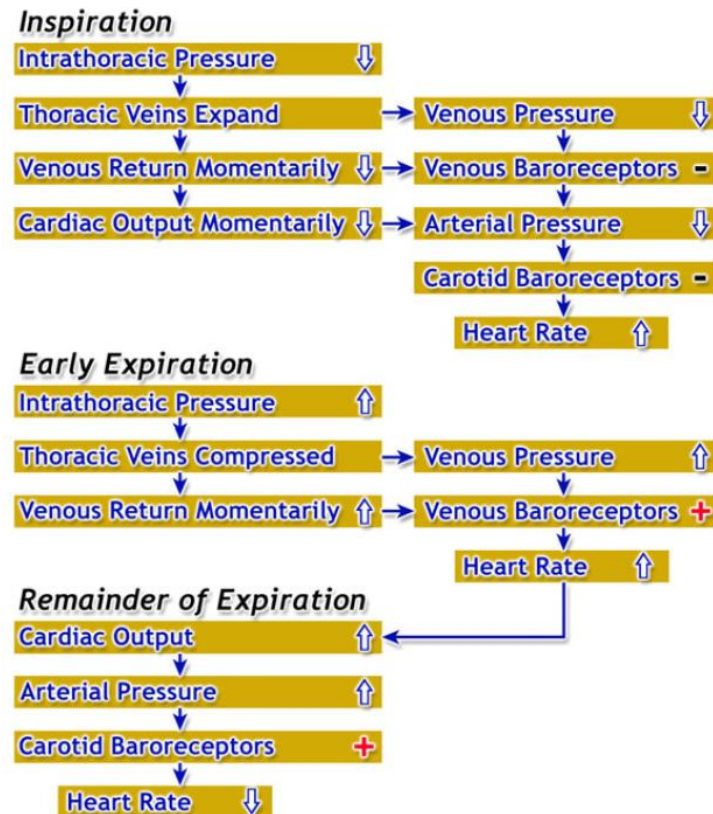 Inspiration
Intrathoracic Pressure ⇩
Thoracic Veins Expand
Venous Pressure ⇩
Venous Return Momentarily ⇩
Venous Baroreceptors -
Cardiac Output Momentarily ⇩
Arterial Pressure ⇩
Carotid Baroreceptors -
Heart Rate ⇧
Early Expiration
Intrathoracic Pressure ⇧
Thoracic Veins Compressed
Venous Pressure ⇧
Venous Return Momentarily ⇧
Venous Baroreceptors +
Heart Rate ⇧
Remainder of Expiration
Cardiac Output ⇧
Arterial Pressure ⇧
Carotid Baroreceptors +
Heart Rate ⇩